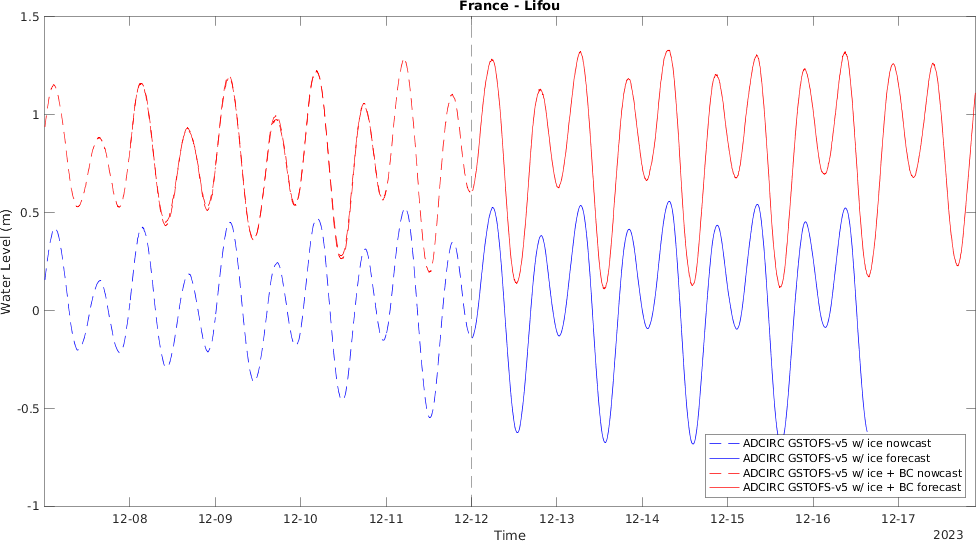 France - Lifou
1.5
1
0.5
0
-0.5
-1
Water Level (m)
12-08
12-09
12-10
12-11
12-12
12-13
12-14
12-15
12-16
12-17
Time
2023
ADCIRC GSTOFS-v5 w/ ice nowcast
ADCIRC GSTOFS-v5 w/ ice forecast
ADCIRC GSTOFS-v5 w/ ice + BC nowcast
ADCIRC GSTOFS-v5 w/ ice + BC forecast